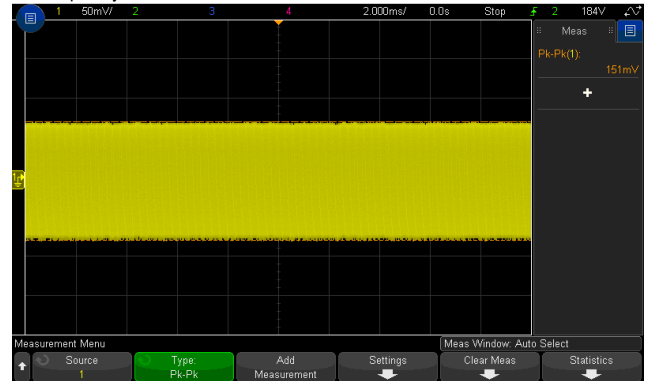 1 50mV/ 2 3 4 2.000ms/ 0.0s Stop 2 184V
Meas
Pk-Pk(1):
151mV
Measurement Menu
Meas Window: Auto Select
Source
1
Type:
Pk-Pk
Add
Measurement
Settings
Clear Meas
Statistics